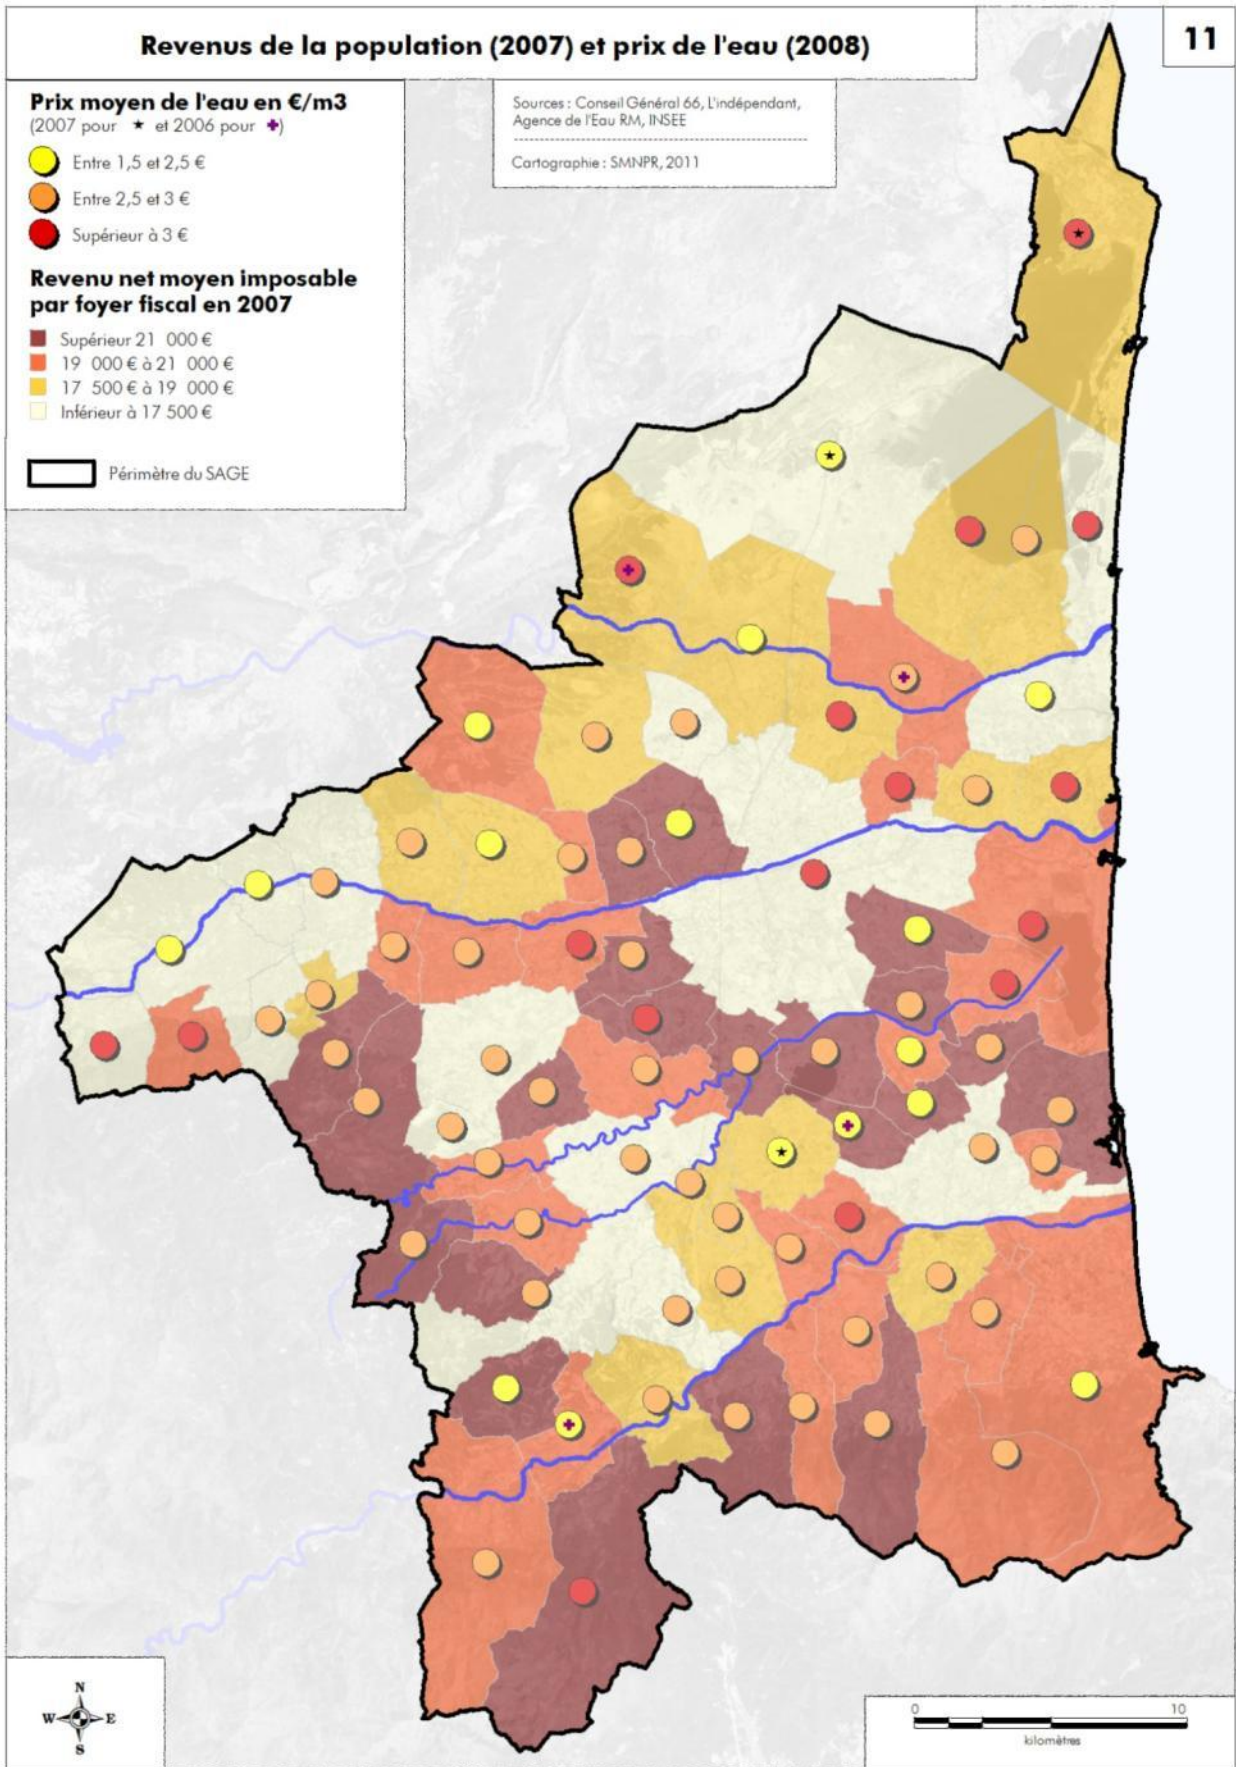 Revenus de la population (2007) et prix de l'eau (2008)
11
Prix moyen de l'eau en €/m3
(2007 pour ★ et 2006 pour ✚)
Entre 1,5 et 2,5 €
Entre 2,5 et 3 €
Supérieur à 3 €
Revenu net moyen imposable
par foyer fiscal en 2007
Supérieur 21 000 €
19 000 € à 21 000 €
17 500 € à 19 000 €
Inférieur à 17 500 €
Périmètre du SAGE
Sources : Conseil Général 66, L'indépendant,
Agence de l'Eau RM, INSEE
Cartographie : SMNPR, 2011
N
W E
S
0 10
kilomètres